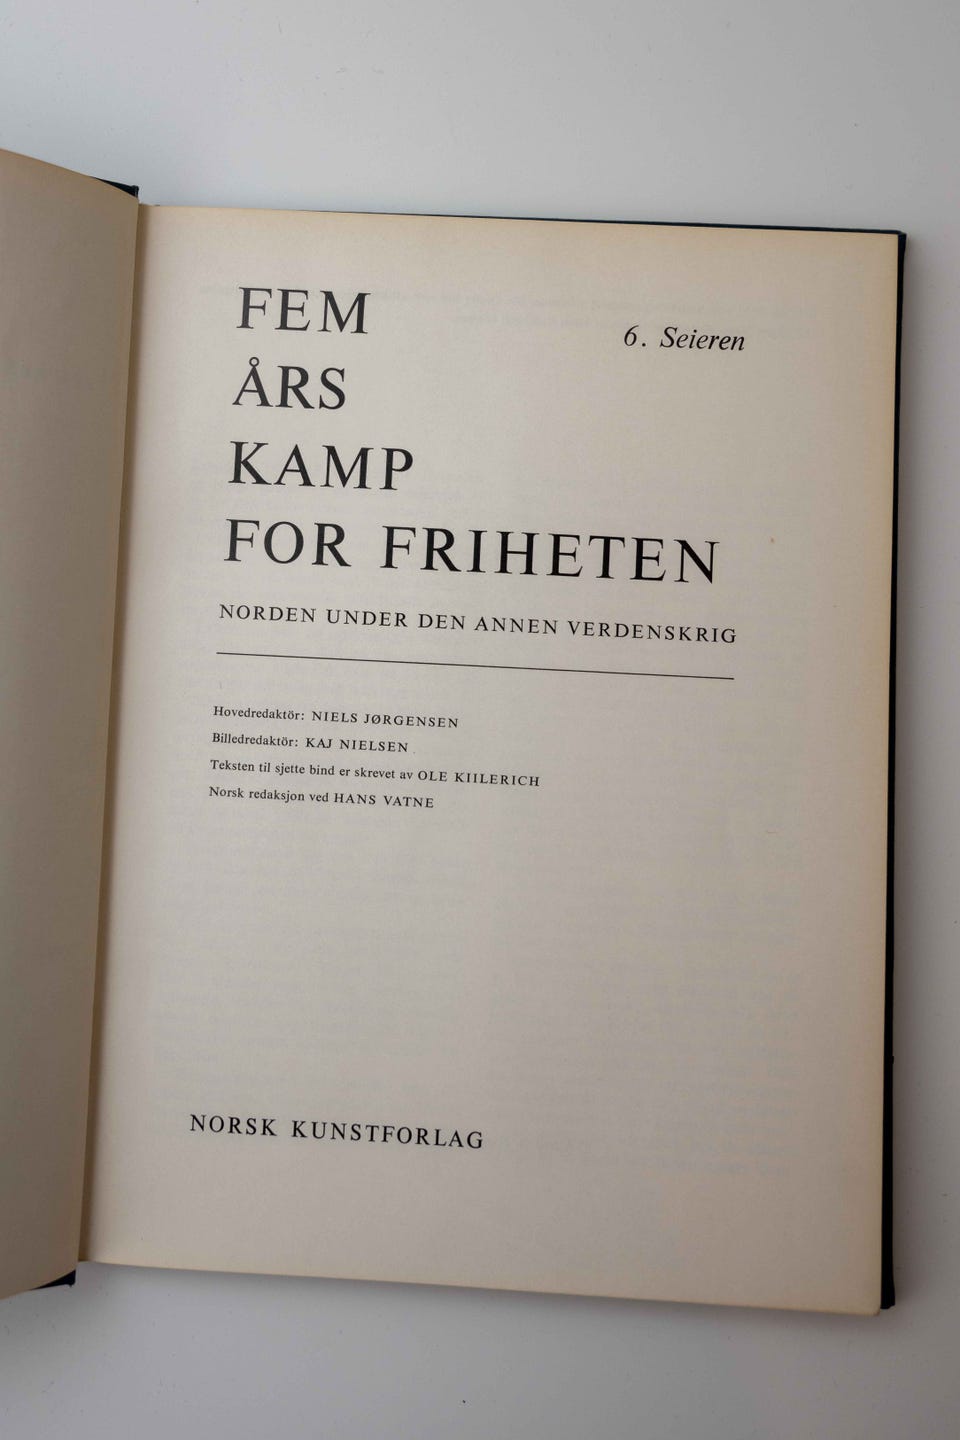 FEM
ÅRS
KAMP
FOR FRIHETEN
6. Seieren
NORDEN UNDER DEN ANNEN VERDENSKRIG
Hovedredaktör: NIELS JØRGENSEN
Billedredaktör: KAJ NIELSEN
Teksten til sjette bind er skrevet av OLE KIILERICH
Norsk redaksjon ved HANS VATNE
NORSK KUNSTFORLAG